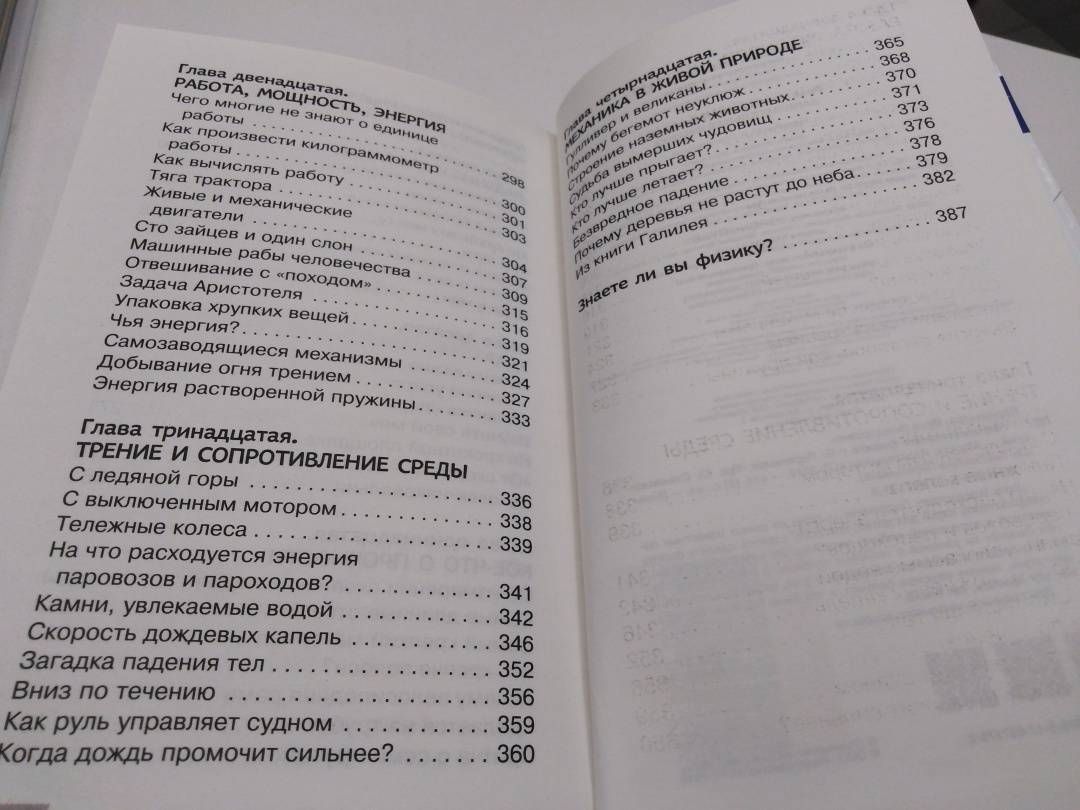 Глава двенадцатая.
РАБОТА, МОЩНОСТЬ, ЭНЕРГИЯ
Чего многие не знают о единице
работы . . . . . . . . . . . . . . . . . . . . . 298
Как произвести килограммометр
работы . . . . . . . . . . . . . . . . . . . . . 300
Как вычислять работу . . . . . . . . . . . . . 301
Тяга трактора . . . . . . . . . . . . . . . . . . 303
Живые и механические
двигатели . . . . . . . . . . . . . . . . . . . 304
Сто зайцев и один слон . . . . . . . . . . . . 307
Машинные рабы человечества . . . . . . . 309
Отвешивание с «походом» . . . . . . . . . . 315
Задача Аристотеля . . . . . . . . . . . . . . . 316
Упаковка хрупких вещей . . . . . . . . . . . . 319
Чья энергия? . . . . . . . . . . . . . . . . . . . 321
Самозаводящиеся механизмы . . . . . . . . 324
Добывание огня трением . . . . . . . . . . . . 327
Энергия растворенной пружины . . . . . . . 333
Глава тринадцатая.
ТРЕНИЕ И СОПРОТИВЛЕНИЕ СРЕДЫ
С ледяной горы . . . . . . . . . . . . . . . . . 336
С выключенным мотором . . . . . . . . . . . 338
Тележные колеса . . . . . . . . . . . . . . . . 339
На что расходуется энергия
паровозов и пароходов? . . . . . . . . . . . 341
Камни, увлекаемые водой . . . . . . . . . . . 342
Скорость дождевых капель . . . . . . . . . . 346
Загадка падения тел . . . . . . . . . . . . . . . 352
Вниз по течению . . . . . . . . . . . . . . . . . 356
Как руль управляет судном . . . . . . . . . . 359
Когда дождь промочит сильнее? . . . . . . . 360
Глава четырнадцатая.
МЕХАНИКА В ЖИВОЙ ПРИРОДЕ
Гулливер и великаны . . . . . . . . . . . . . . 365
Почему бегемот неуклюж . . . . . . . . . . . 368
Строение наземных животных . . . . . . . . 370
Судьба вымерших чудовищ . . . . . . . . . . 371
Кто лучше прыгает? . . . . . . . . . . . . . . . 373
Кто лучше летает? . . . . . . . . . . . . . . . . 376
Безвредное падение . . . . . . . . . . . . . . 378
Почему деревья не растут до неба . . . . . 379
Из книги Галилея . . . . . . . . . . . . . . . . . 382
Знаете ли вы физику? . . . . . . . . . . . . . 387